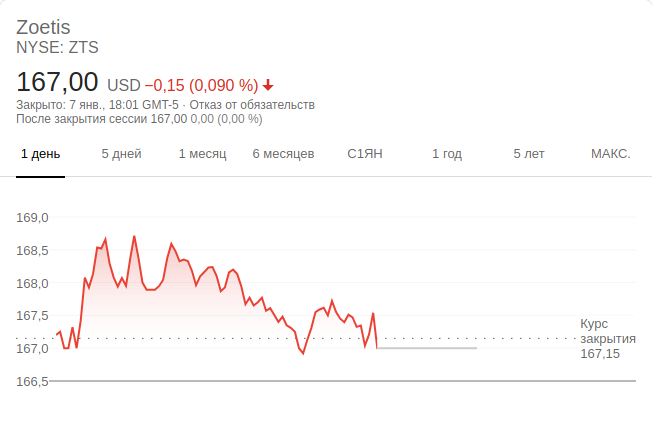 Zoetis
NYSE: ZTS
167,00 USD −0,15 (0,090 %)
Закрыто: 7 янв., 18:01 GMT-5 · Отказ от обязательств
После закрытия сессии 167,00 0,00 (0,00 %)
1 день 5 дней 1 месяц 6 месяцев С1ЯН 1 год 5 лет МАКС.
169,0
168,5
168,0
167,5
167,0
166,5
Курс
закрытия
167,15